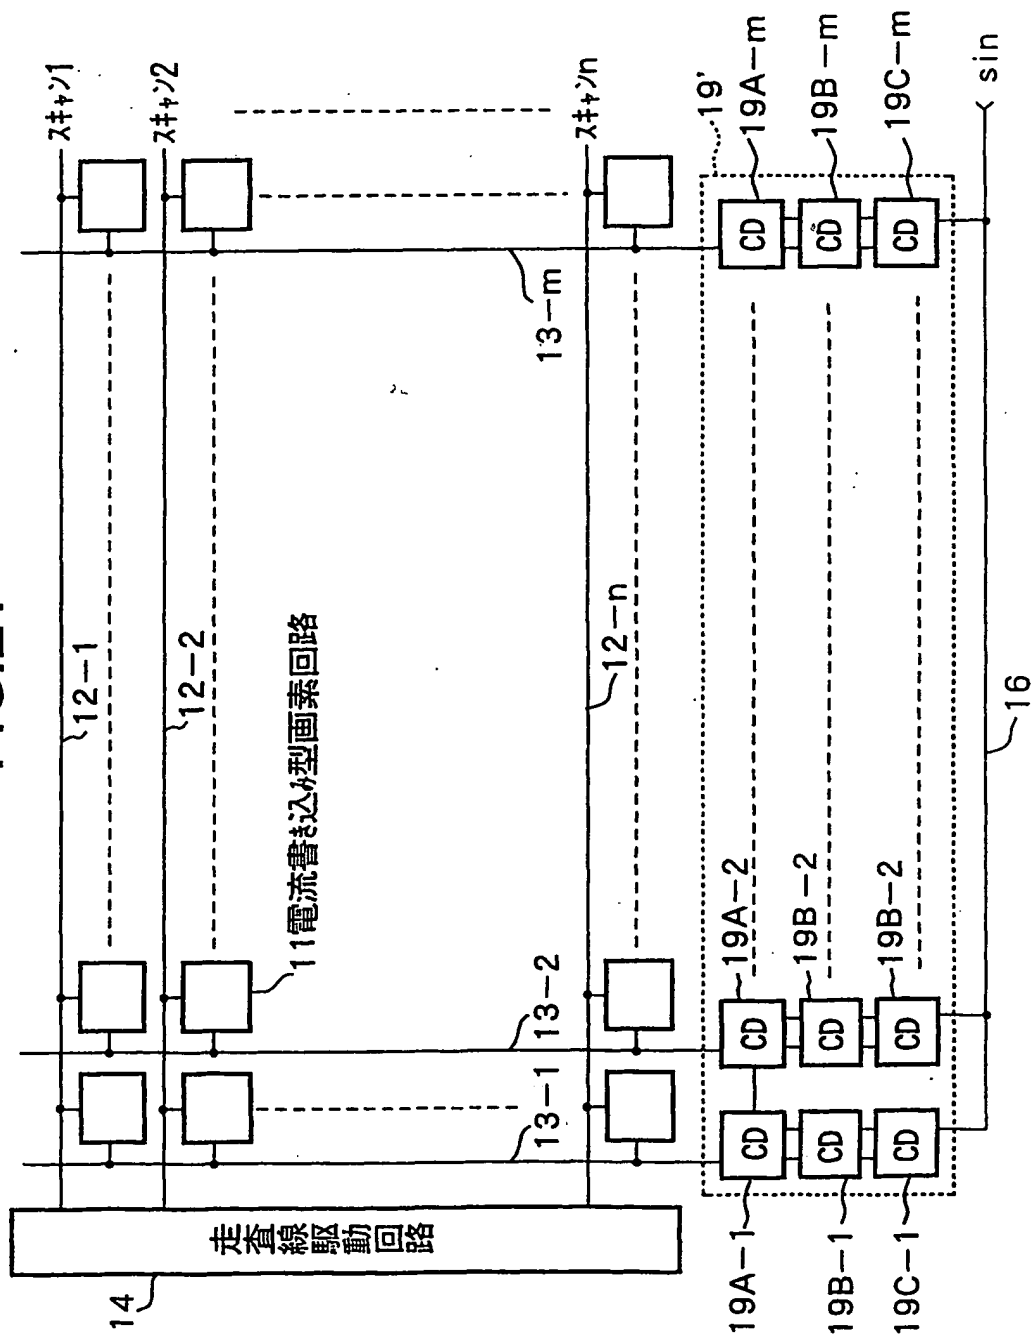 スキャン1
スキャン2
スキャンn
12-1
12-2
12-n
11電流書き込み型画素回路
13-m
13-2
13-1
走査線駆動回路
14
19'
19A-m
19B-m
19C-m
sin
CD
CD
CD
19A-2
19B-2
19B-2
CD
CD
CD
CD
CD
CD
19A-1
19B-1
19C-1
16